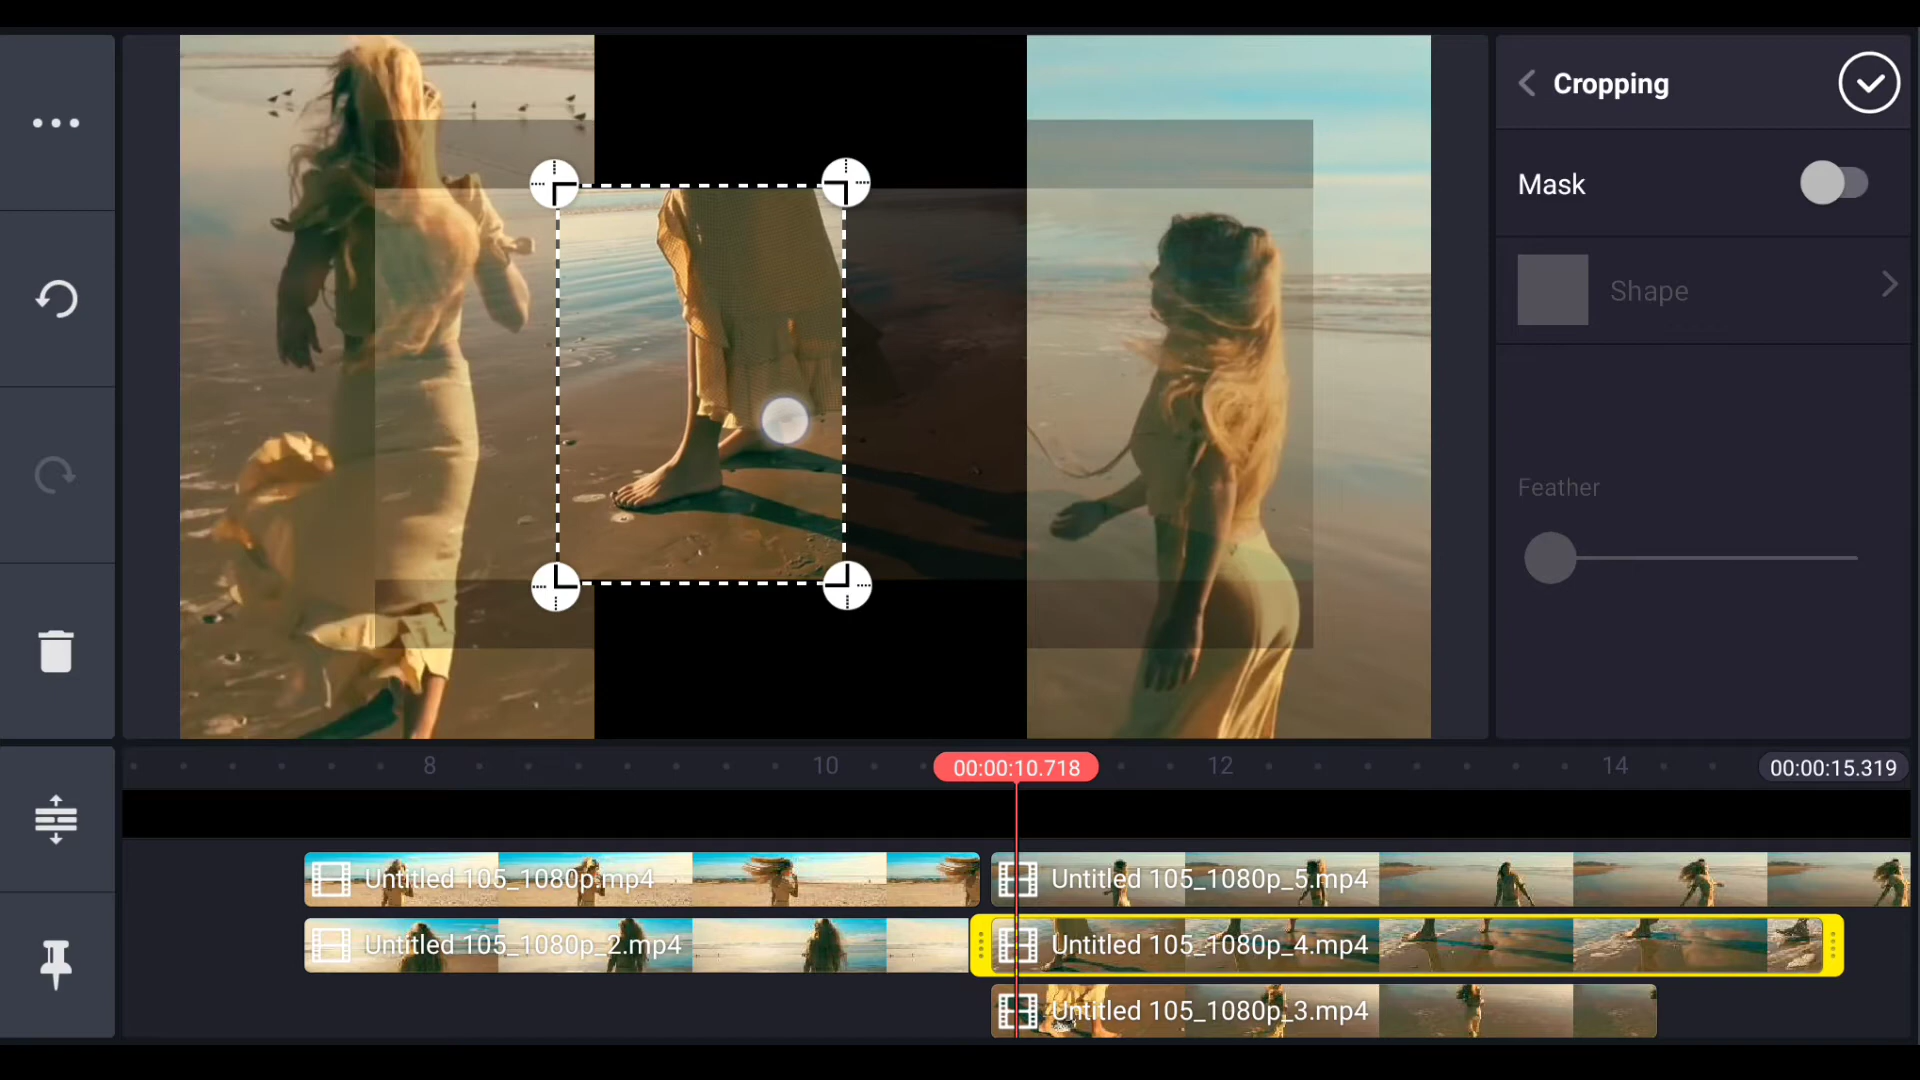 Cropping
Mask
Shape
Feather
8
10
00:00:10.718
12
14
00:00:15.319
Untitled 105_1080p.mp4
Untitled 105_1080p_5.mp4
Untitled 105_1080p_2.mp4
Untitled 105_1080p_4.mp4
Untitled 105_1080p_3.mp4